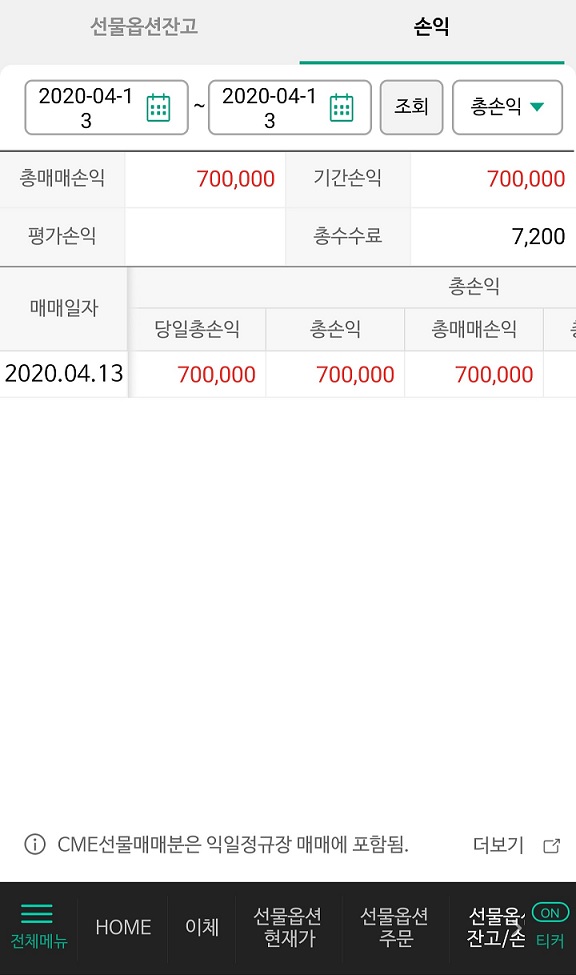 선물옵션잔고 손익
2020-04-1
3
~
2020-04-1
3
조회 총손익
총매매손익 700,000 기간손익 700,000
평가손익 총수수료 7,200
매매일자 총손익
당일총손익 총손익 총매매손익
2020.04.13 700,000 700,000 700,000
CME선물매매분은 익일정규장 매매에 포함됨. 더보기
전체메뉴
HOME
이체
선물옵션
현재가
선물옵션
주문
선물옵
잔고/손
ON
티커